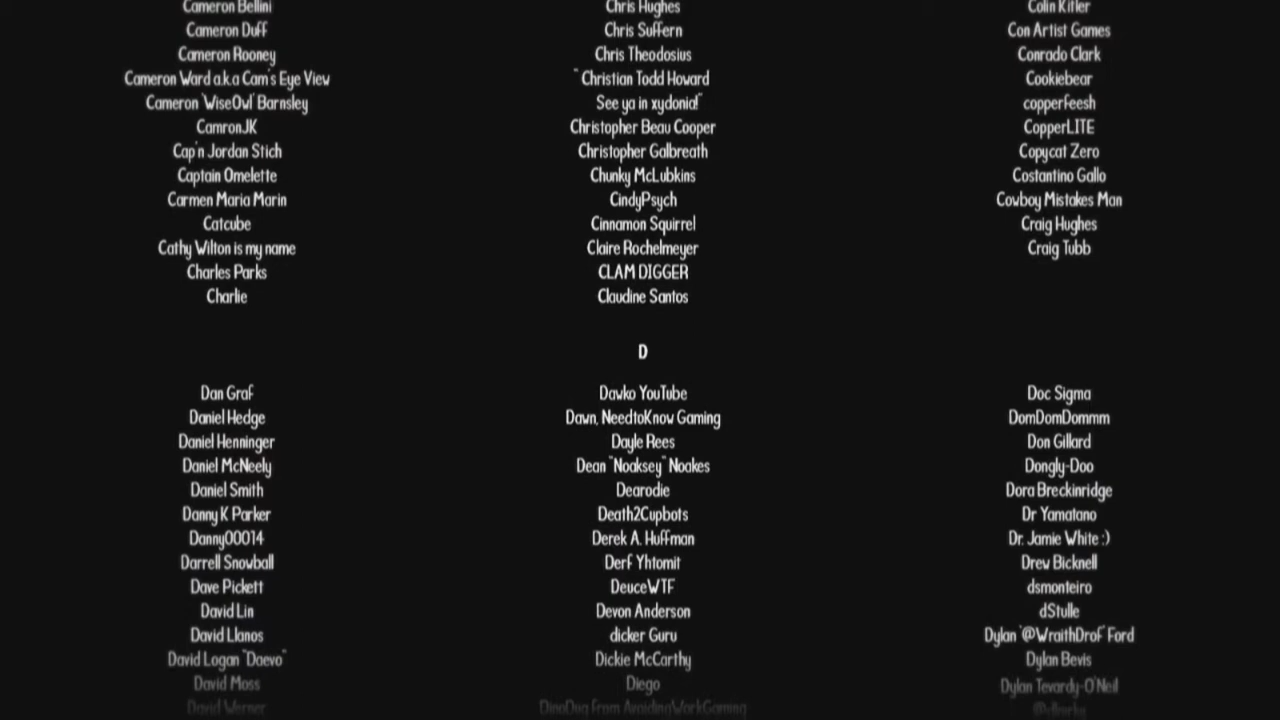 Cameron Bellini
Cameron Duff
Cameron Rooney
Cameron Ward a.k.a Cam's Eye View
Cameron 'WiseOwl' Barnsley
CamronJK
Cap'n Jordan Stich
Captain Omelette
Carmen Maria Marin
Catcube
Cathy Wilton is my name
Charles Parks
Charlie
Chris Hughes
Chris Suffern
Chris Theodosius
" Christian Todd Howard
See ya in xydonia!"
Christopher Beau Cooper
Christopher Galbreath
Chunky McLubkins
CindyPsych
Cinnamon Squirrel
Claire Rochelmeyer
CLAM DIGGER
Claudine Santos
Colin Kitler
Con Artist Games
Conrado Clark
Cookiebear
copperfeesh
CopperLITE
Copycat Zero
Costantino Gallo
Cowboy Mistakes Man
Craig Hughes
Craig Tubb
D
Dan Graf
Daniel Hedge
Daniel Henninger
Daniel McNeely
Daniel Smith
Danny K Parker
Danny00014
Darrell Snowball
Dave Pickett
David Lin
David Llanos
David Logan "Daevo"
David Moss
David Werner
Dawko YouTube
Dawn, NeedtoKnow Gaming
Dayle Rees
Dean "Noaksey" Noakes
Dearodie
Death2Cupbots
Derek A. Huffman
Derf Yhtomit
DeuceWTF
Devon Anderson
dicker Guru
Dickie McCarthy
Diego
DinoDug from AvoidingWorkGaming
Doc Sigma
DomDomDommm
Don Gillard
Dongly-Doo
Dora Breckinridge
Dr Yamatano
Dr. Jamie White :)
Drew Bicknell
dsmonteiro
dStulle
Dylan '@WraithDrof' Ford
Dylan Bevis
Dylan Tevardy-O'Neil